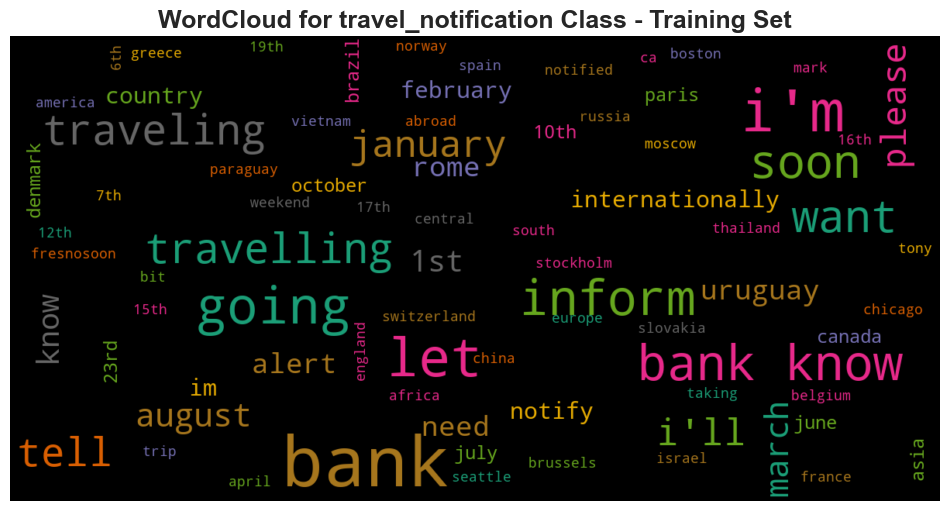 WordCloud for travel_notification Class - Training Set
6th
greece
19th
brazil
norway
spain
notified
ca
boston
mark
please
america
country
february
paris
i'm
traveling
vietnam
abroad
january
10th
russia
16th
denmark
paraguay
october
rome
moscow
soon
7th
weekend
17th
internationally
want
12th
central
south
thailand
fresnosoon
travelling
1st
stockholm
tony
bit
know
15th
going
inform
uruguay
chicago
switzerland
europe
slovakia
canada
23rd
england
alert
let
china
bank know
im
africa
taking
belgium
august
notify
need
i'll
march
june
tell
trip
bank
july
brussels
israel
asia
april
seattle
france